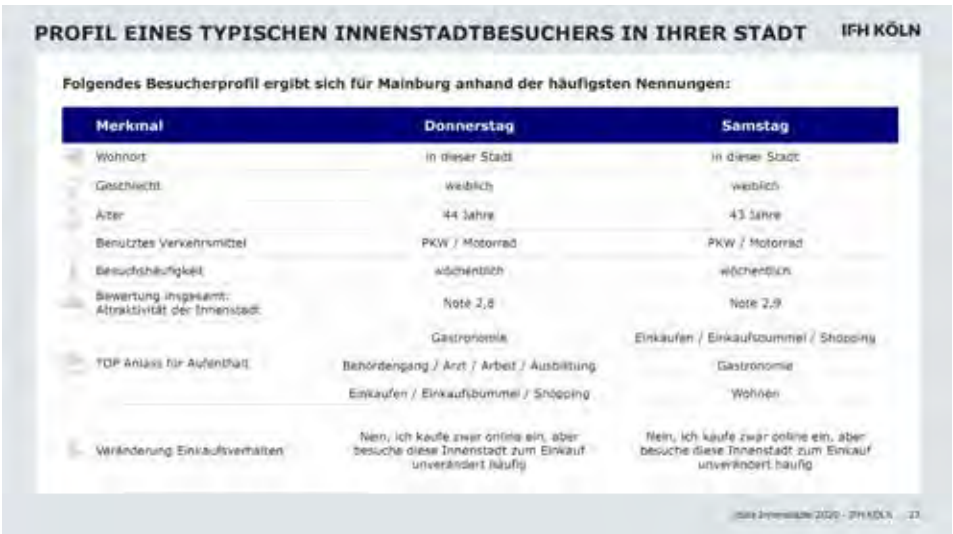 PROFIL EINES TYPISCHEN INNENSTADTBESUCHERS IN IHRER STADT
IFH KÖLN
Folgendes Besucherprofil ergibt sich für Mainburg anhand der häufigsten Nennungen:
Merkmal Donnerstag Samstag
Wohnort in dieser Stadt in dieser Stadt
Geschlecht weiblich weiblich
Alter 44 Jahre 43 Jahre
Benutztes Verkehrsmittel PKW / Motorrad PKW / Motorrad
Besuchshäufigkeit wöchentlich wöchentlich
Bewertung insgesamt:
Attraktivität der Innenstadt Note 2,8 Note 2,9
Gastronomie Einkaufen / Einkaufsbummel / Shopping
TOP Anlass für Aufenthalt Behördengang / Arzt / Arbeit / Ausbildung Gastronomie
Einkaufen / Einkaufsbummel / Shopping Wohnen
Veränderung Einkaufsverhalten
Nein, ich kaufe zwar online ein, aber
besuche diese Innenstadt zum Einkauf
unverändert häufig
Nein, ich kaufe zwar online ein, aber
besuche diese Innenstadt zum Einkauf
unverändert häufig
Innenstädte 2020 - IFH KÖLN